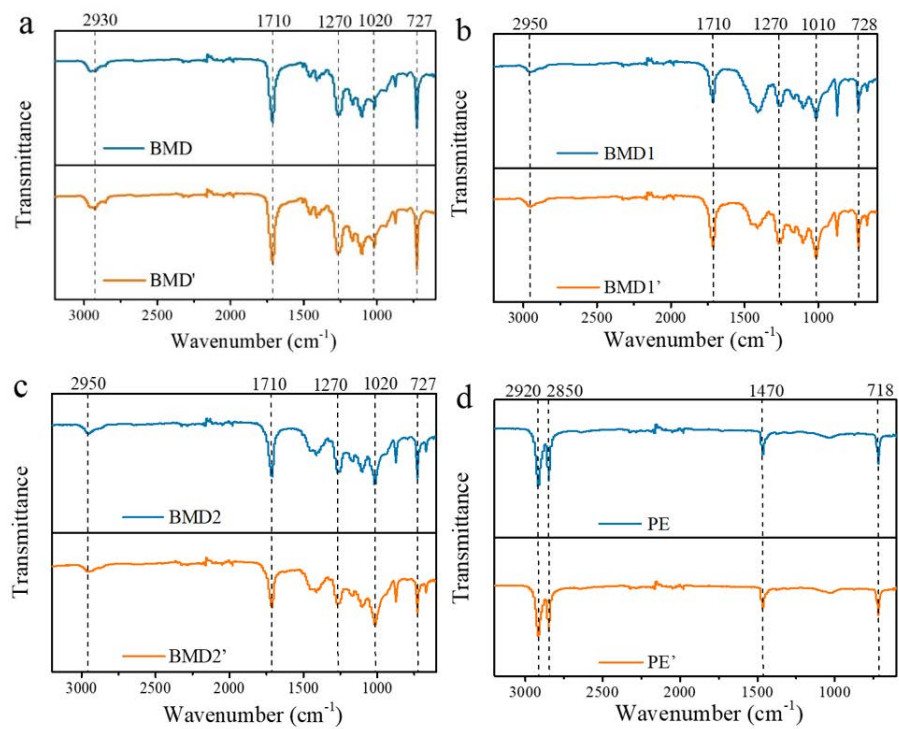 a
2930 1710 1270 1020 727
Transmittance
BMD
BMD'
3000 2500 2000 1500 1000
Wavenumber (cm⁻¹)
b
2950 1710 1270 1010 728
Transmittance
BMD1
BMD1’
3000 2500 2000 1500 1000
Wavenumber (cm⁻¹)
c
2950 1710 1270 1020 727
Transmittance
BMD2
BMD2’
3000 2500 2000 1500 1000
Wavenumber (cm⁻¹)
d
2920 2850 1470 718
Transmittance
PE
PE’
3000 2500 2000 1500 1000
Wavenumber (cm⁻¹)